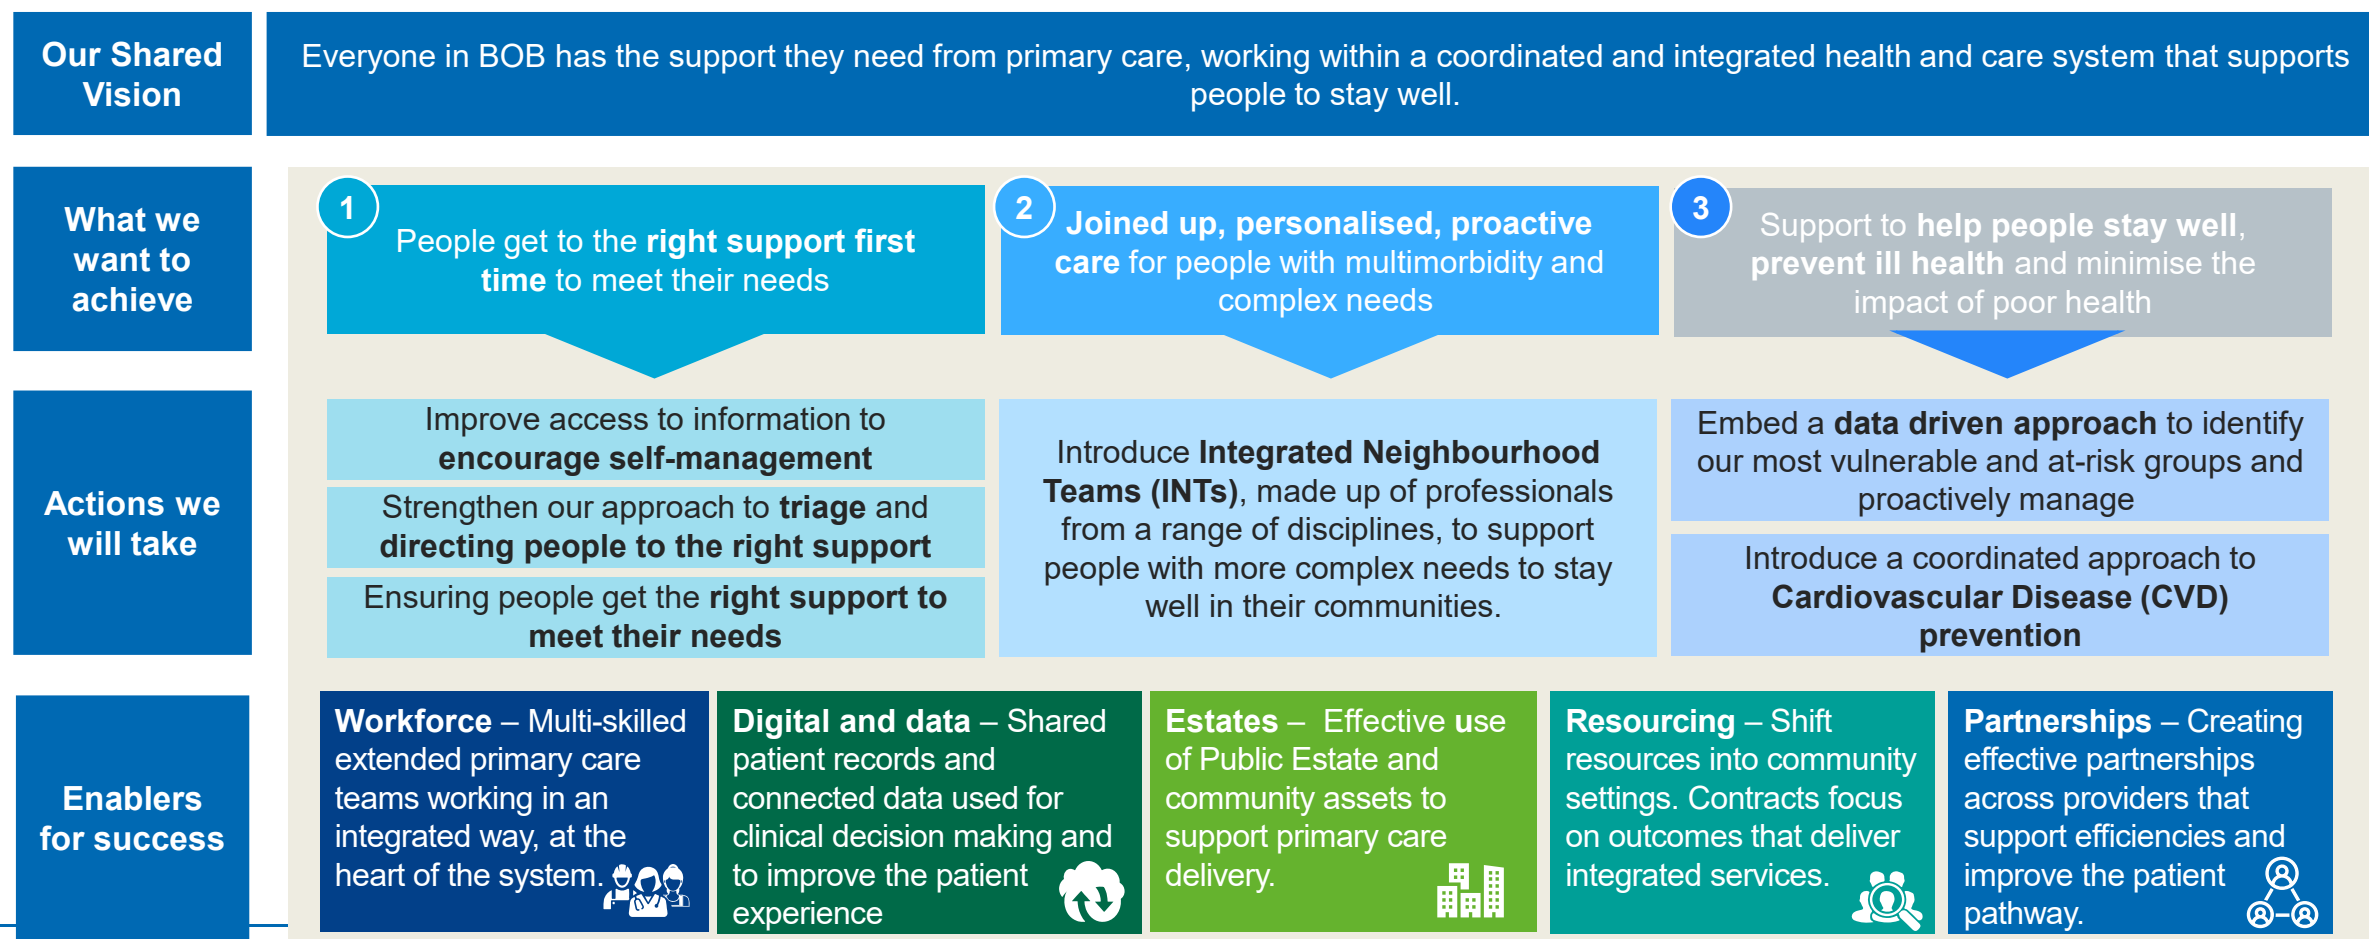 Our Shared
Vision
Everyone in BOB has the support they need from primary care, working within a coordinated and integrated health and care system that supports
people to stay well.
What we
want to
achieve
1
People get to the right support first
time to meet their needs
2
Joined up, personalised, proactive
care for people with multimorbidity and
complex needs
3
Support to help people stay well,
prevent ill health and minimise the
impact of poor health
Actions we
will take
Improve access to information to
encourage self-management
Strengthen our approach to triage and
directing people to the right support
Ensuring people get the right support to
meet their needs
Introduce Integrated Neighbourhood
Teams (INTs), made up of professionals
from a range of disciplines, to support
people with more complex needs to stay
well in their communities.
Embed a data driven approach to identify
our most vulnerable and at-risk groups and
proactively manage
Introduce a coordinated approach to
Cardiovascular Disease (CVD)
prevention
Enablers
for success
Workforce – Multi-skilled
extended primary care
teams working in an
integrated way, at the
heart of the system.
Digital and data – Shared
patient records and
connected data used for
clinical decision making and
to improve the patient
experience
Estates –  Effective use
of Public Estate and
community assets to
support primary care
delivery.
Resourcing – Shift
resources into community
settings. Contracts focus
on outcomes that deliver
integrated services.
Partnerships – Creating
effective partnerships
across providers that
support efficiencies and
improve the patient
pathway.